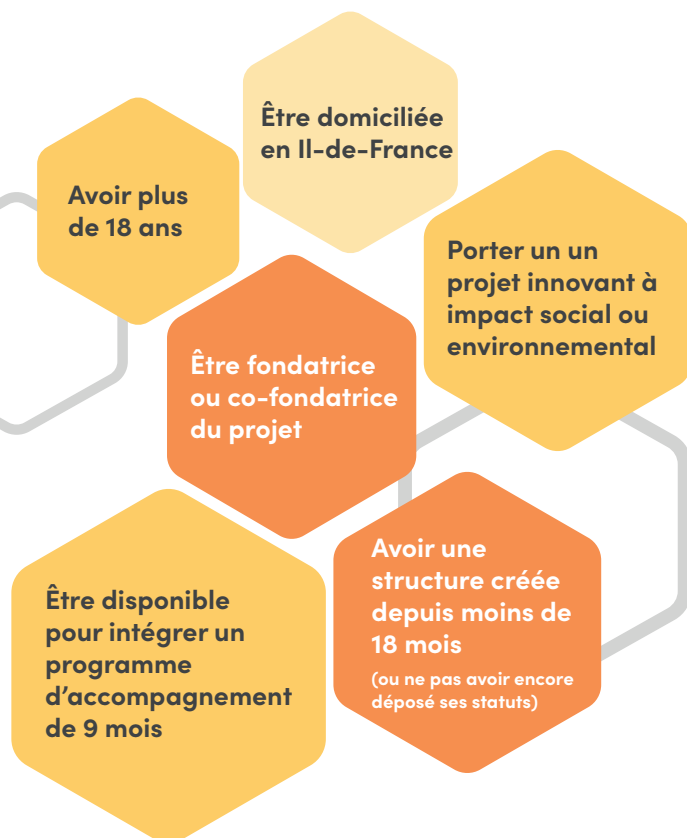 Être domiciliée
en Il-de-France
Avoir plus
de 18 ans
Porter un un
projet innovant à
impact social ou
environnemental
Être fondatrice
ou co-fondatrice
du projet
Avoir une
structure créée
depuis moins de
18 mois
(ou ne pas avoir encore
déposé ses statuts)
Être disponible
pour intégrer un
programme
d'accompagnement
de 9 mois